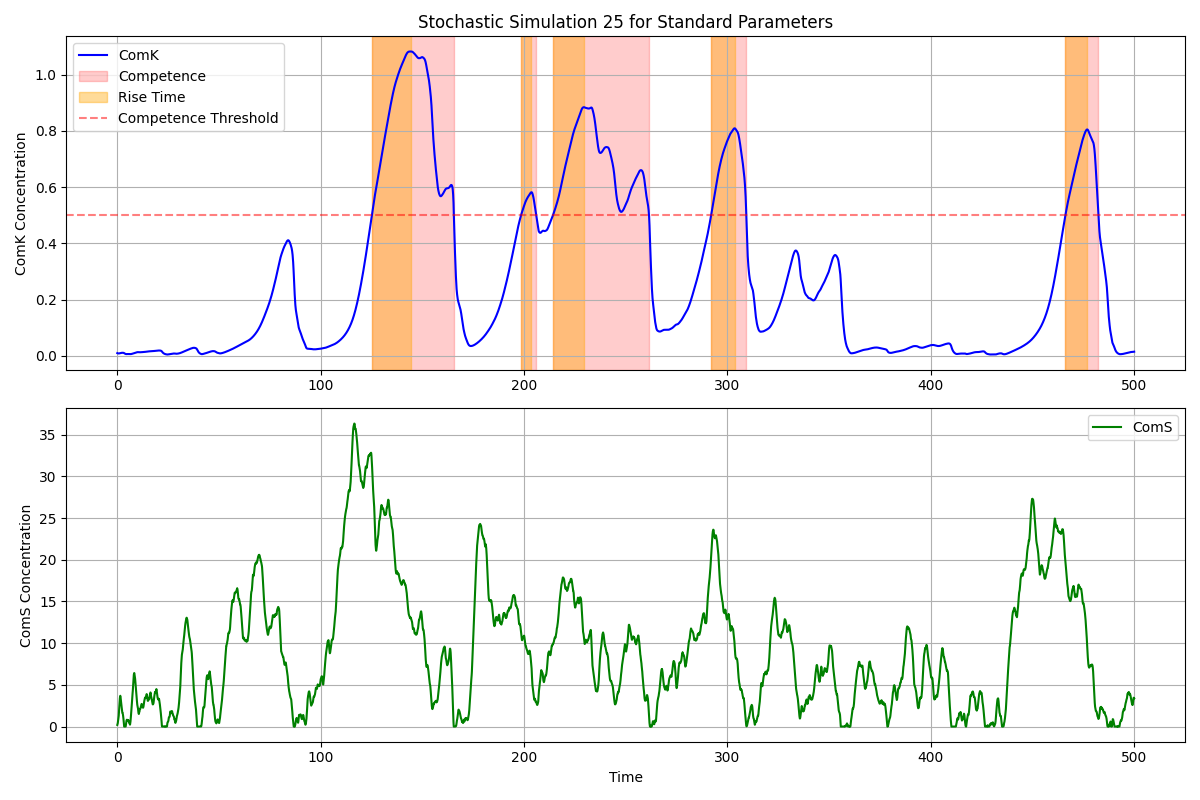 Stochastic Simulation 25 for Standard Parameters
ComK Concentration
1.0
0.8
0.6
0.4
0.2
0.0
ComK
Competence
Rise Time
Competence Threshold
0 100 200 300 400 500
ComS Concentration
35
30
25
20
15
10
5
0
ComS
0 100 200 300 400 500
Time